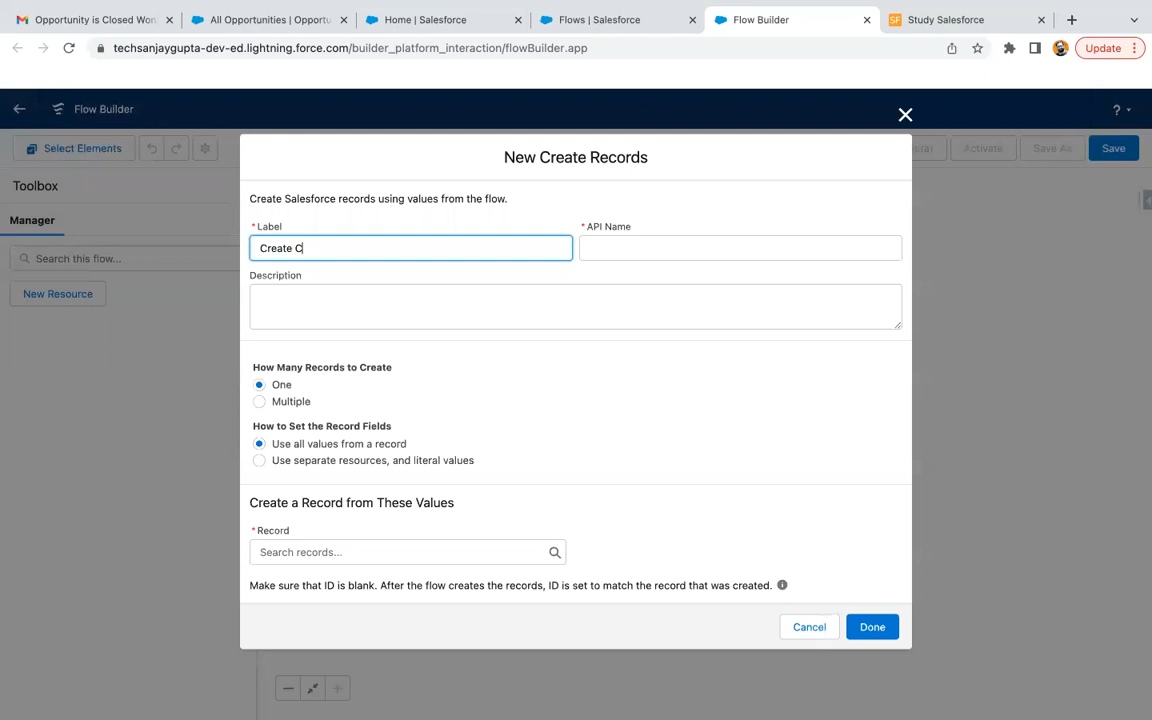 Opportunity is Closed Won
All Opportunities | Opportu
Home | Salesforce
Flows | Salesforce
Flow Builder
SF Study Salesforce
techsanjaygupta-dev-ed.lightning.force.com/builder_platform_interaction/flowBuilder.app
Update
Flow Builder
?
Select Elements
Activate
Save As
Save
Toolbox
Manager
Search this flow...
New Resource
New Create Records
Create Salesforce records using values from the flow.
* Label
* API Name
Create C
Description
How Many Records to Create
One
Multiple
How to Set the Record Fields
Use all values from a record
Use separate resources, and literal values
Create a Record from These Values
* Record
Search records...
Make sure that ID is blank. After the flow creates the records, ID is set to match the record that was created.
Cancel
Done